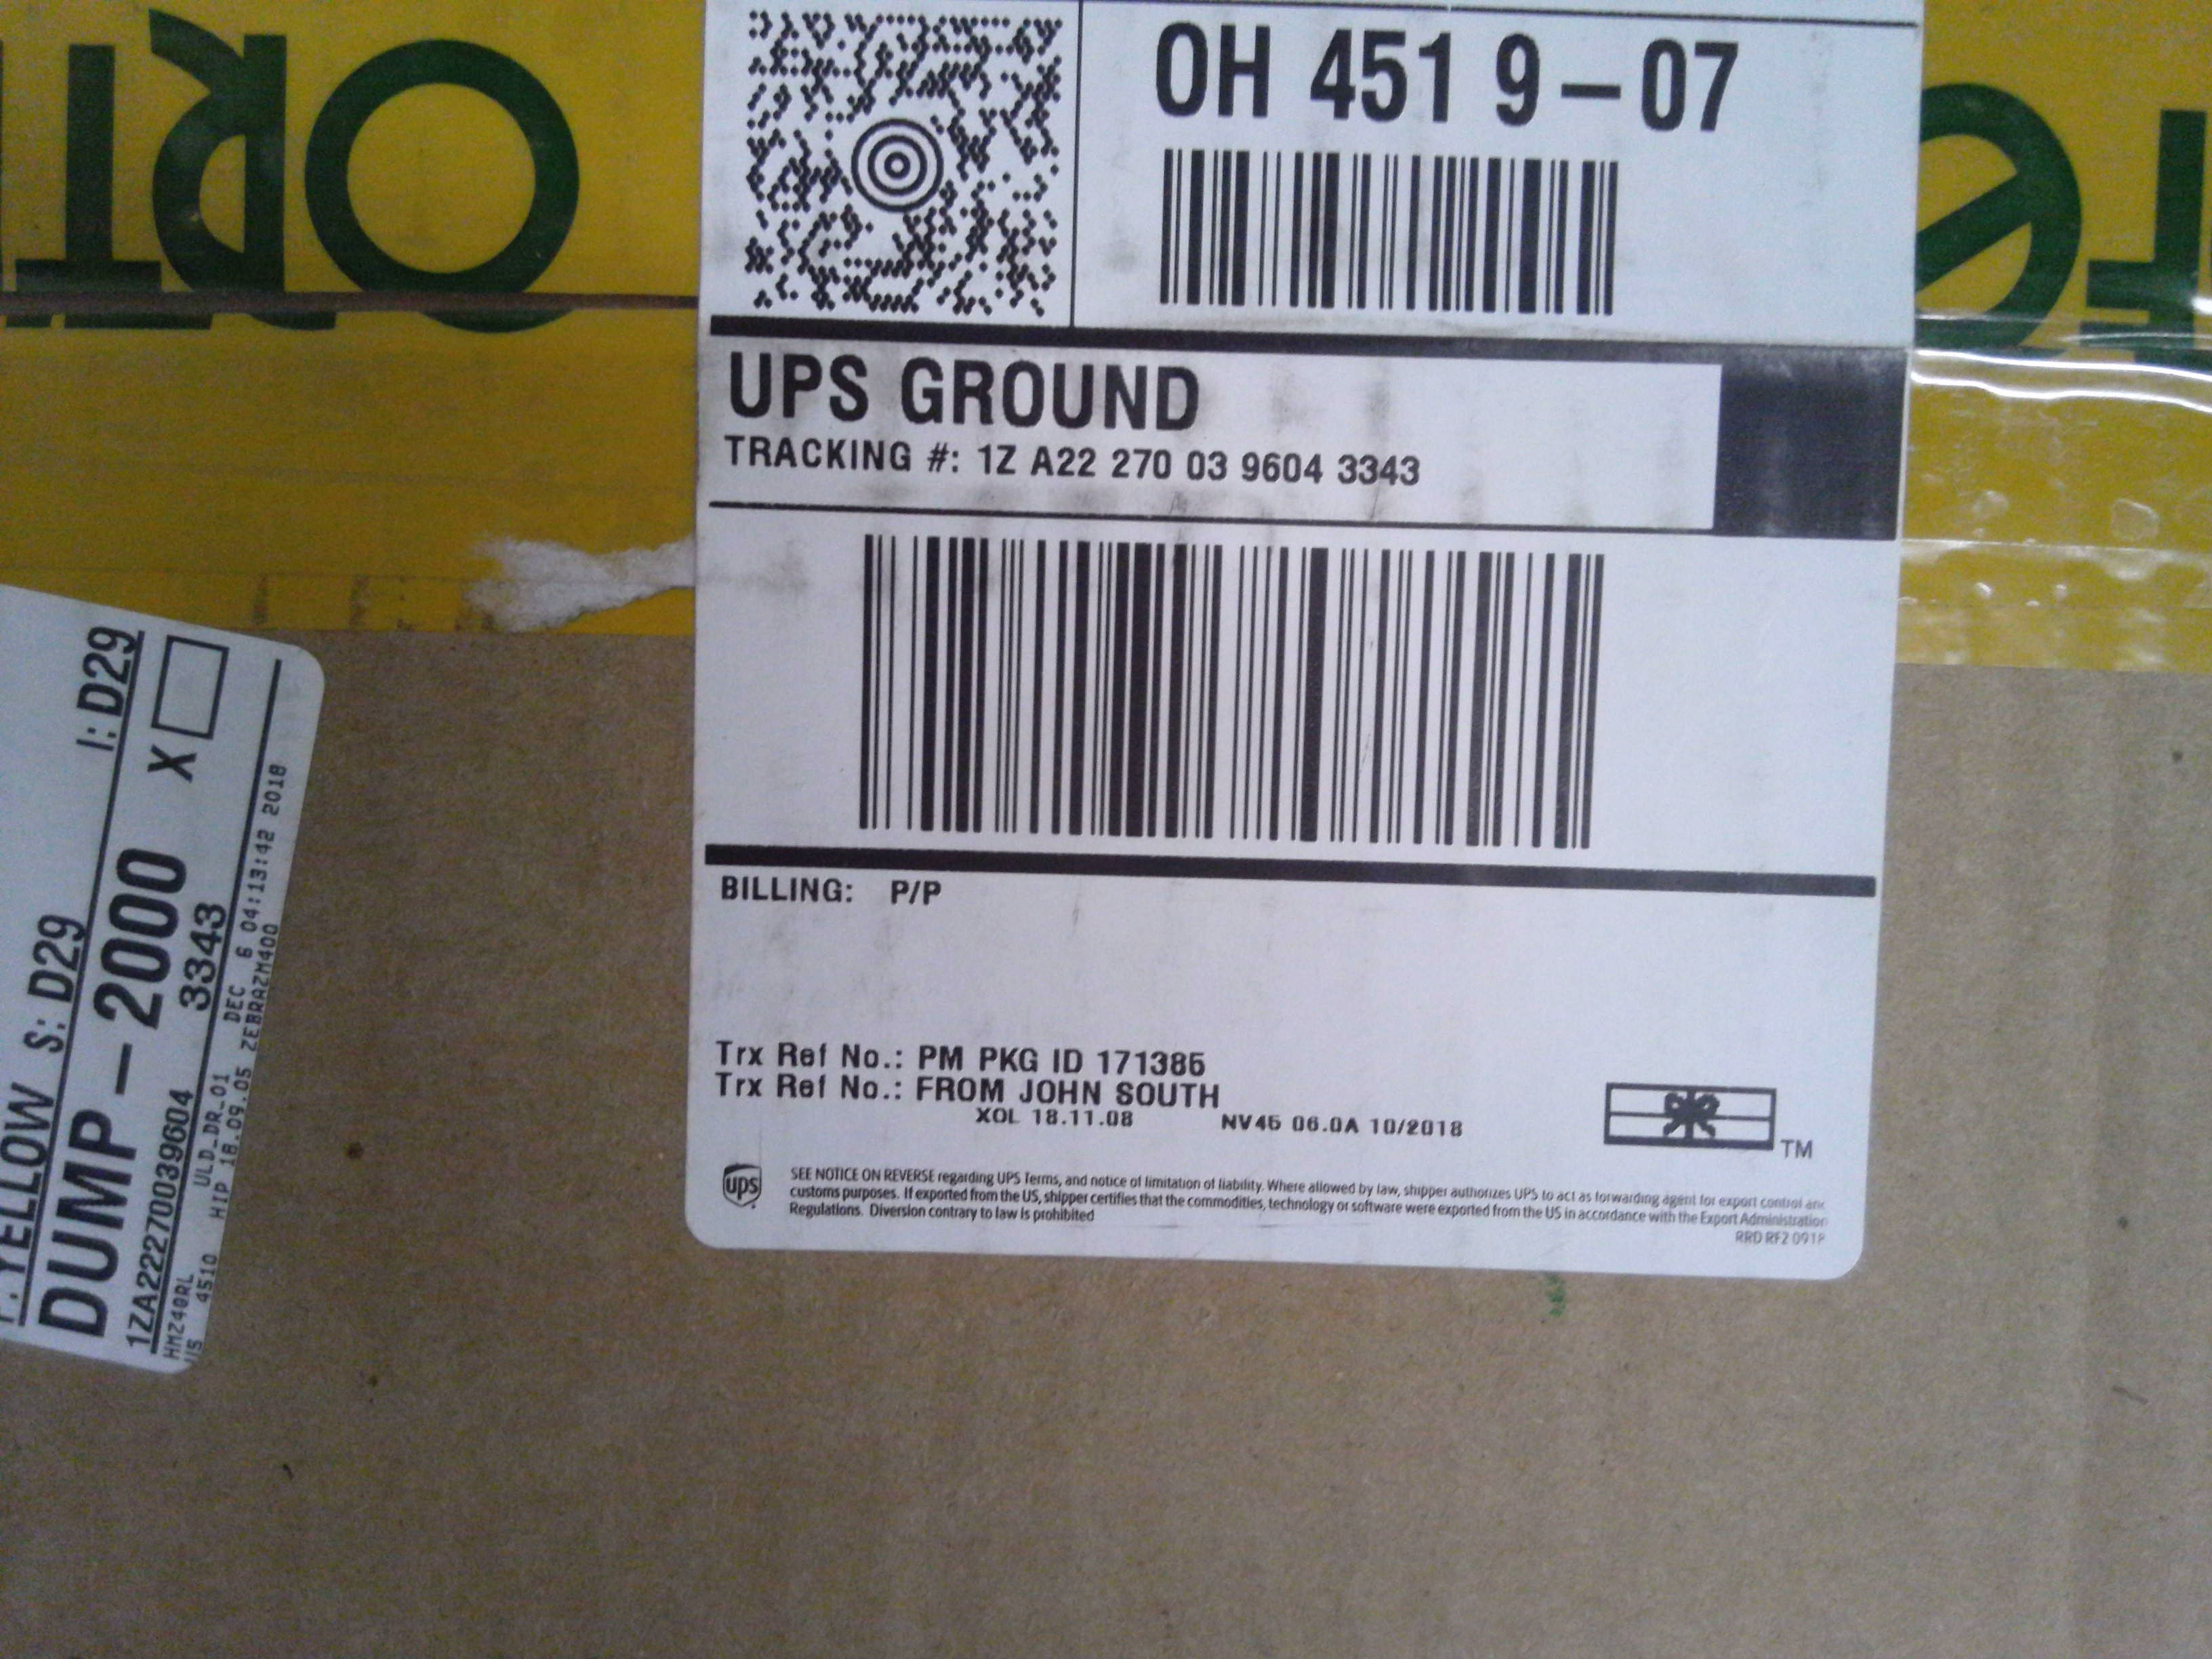 OH 451 9-07
UPS GROUND
TRACKING #: 1Z A22 270 03 9604 3343
BILLING: P/P
Trx Ref No.: PM PKG ID 171385
Trx Ref No.: FROM JOHN SOUTH
XOL 18.11.08 NV45 06.0A 10/2018
TM
ups
SEE NOTICE ON REVERSE regarding UPS Terms, and notice of limitation of liability. Where allowed by law, shipper authorizes UPS to act as forwarding agent for export control and
customs purposes. If exported from the US, shipper certifies that the commodities, technology or software were exported from the US in accordance with the Export Administration
Regulations. Diversion contrary to law is prohibited
RRD RF2 0918
YELLOW S: D29 I: D29
DUMP - 2000 X
1ZA22270039604 3343
HMZ40RL ULD_DR_01 DEC 6 04:13:42 2018
US 4510 HIP 18.09.05 ZEBRAZM400
ORT